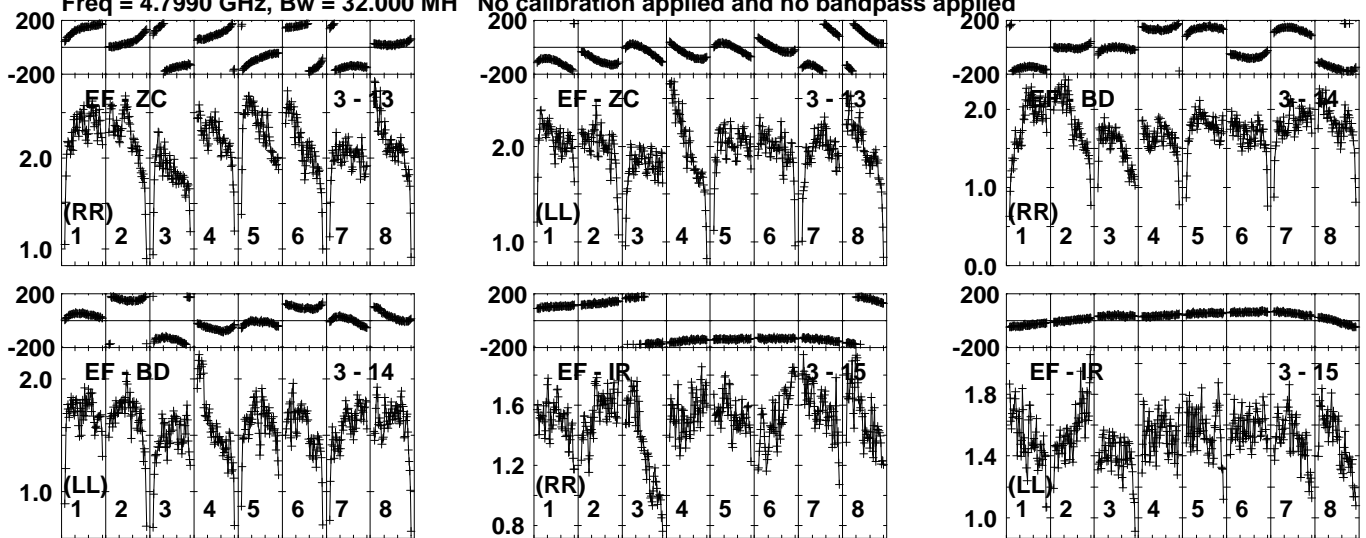 Freq = 4.7990 GHz, Bw = 32.000 MH No calibration applied and no bandpass applied
200
-200
EF - ZC 3 - 13
2.0
1.0
(RR)
1 2 3 4 5 6 7 8
EF - ZC 3 - 13
2.0
1.0
(LL)
1 2 3 4 5 6 7 8
200
-200
EF - BD 3 - 14
2.0
1.0
0.0
(RR)
1 2 3 4 5 6 7 8
200
-200
EF - BD 3 - 14
2.0
1.0
(LL)
1 2 3 4 5 6 7 8
200
-200
EF - IR 3 - 15
1.6
1.2
0.8
(RR)
1 2 3 4 5 6 7 8
200
-200
EF - IR 3 - 15
1.8
1.4
1.0
(LL)
1 2 3 4 5 6 7 8